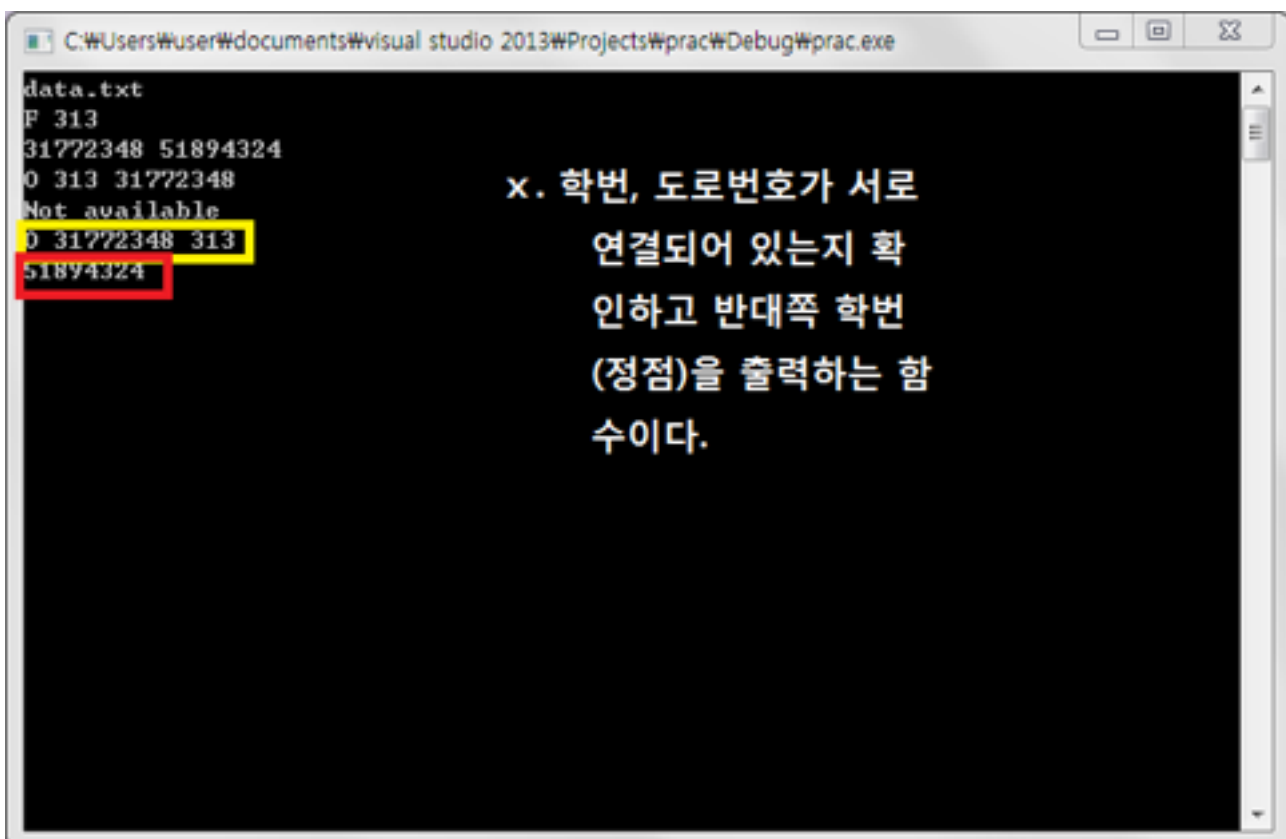 C:₩Users₩user₩documents₩visual studio 2013₩Projects₩prac₩Debug₩prac.exe
data.txt
F 313
31772348 51894324
O 313 31772348
Not available
O 31772348 313
51894324
x. 학번, 도로번호가 서로
연결되어 있는지 확
인하고 반대쪽 학번
(정점)을 출력하는 함
수이다.